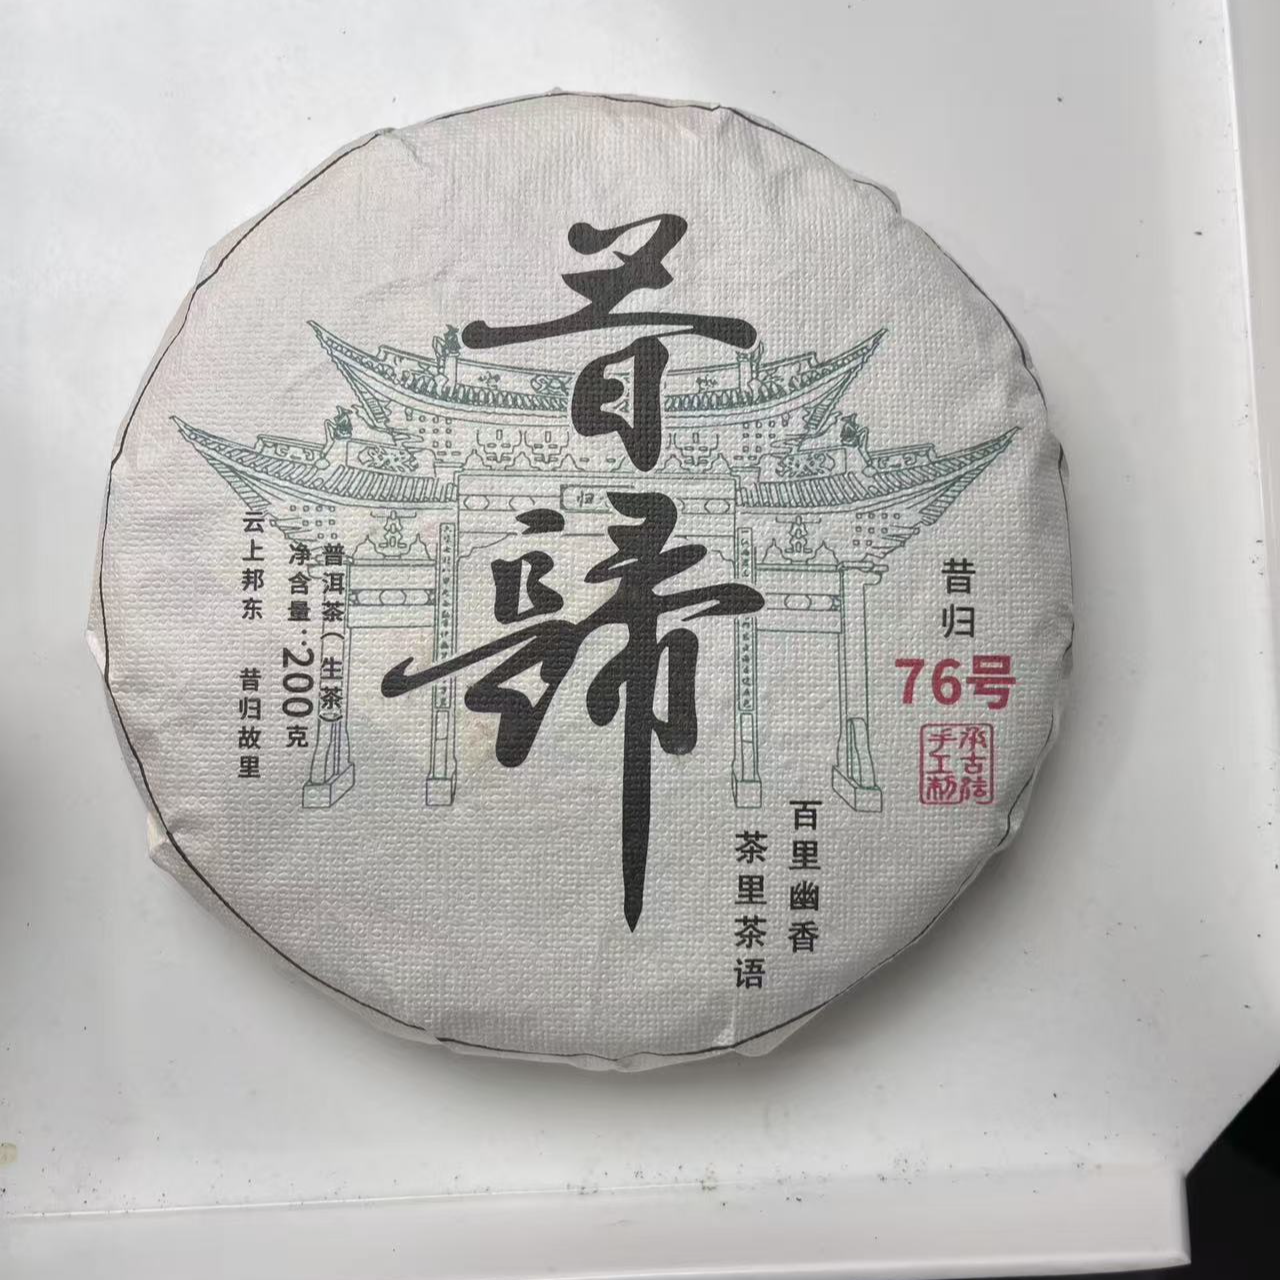 昔歸
昔归
76号
承古法
手工制
百里幽香
茶里茶语
普洱茶（生茶）
净含量：200克
云上邦东 昔归故里
归